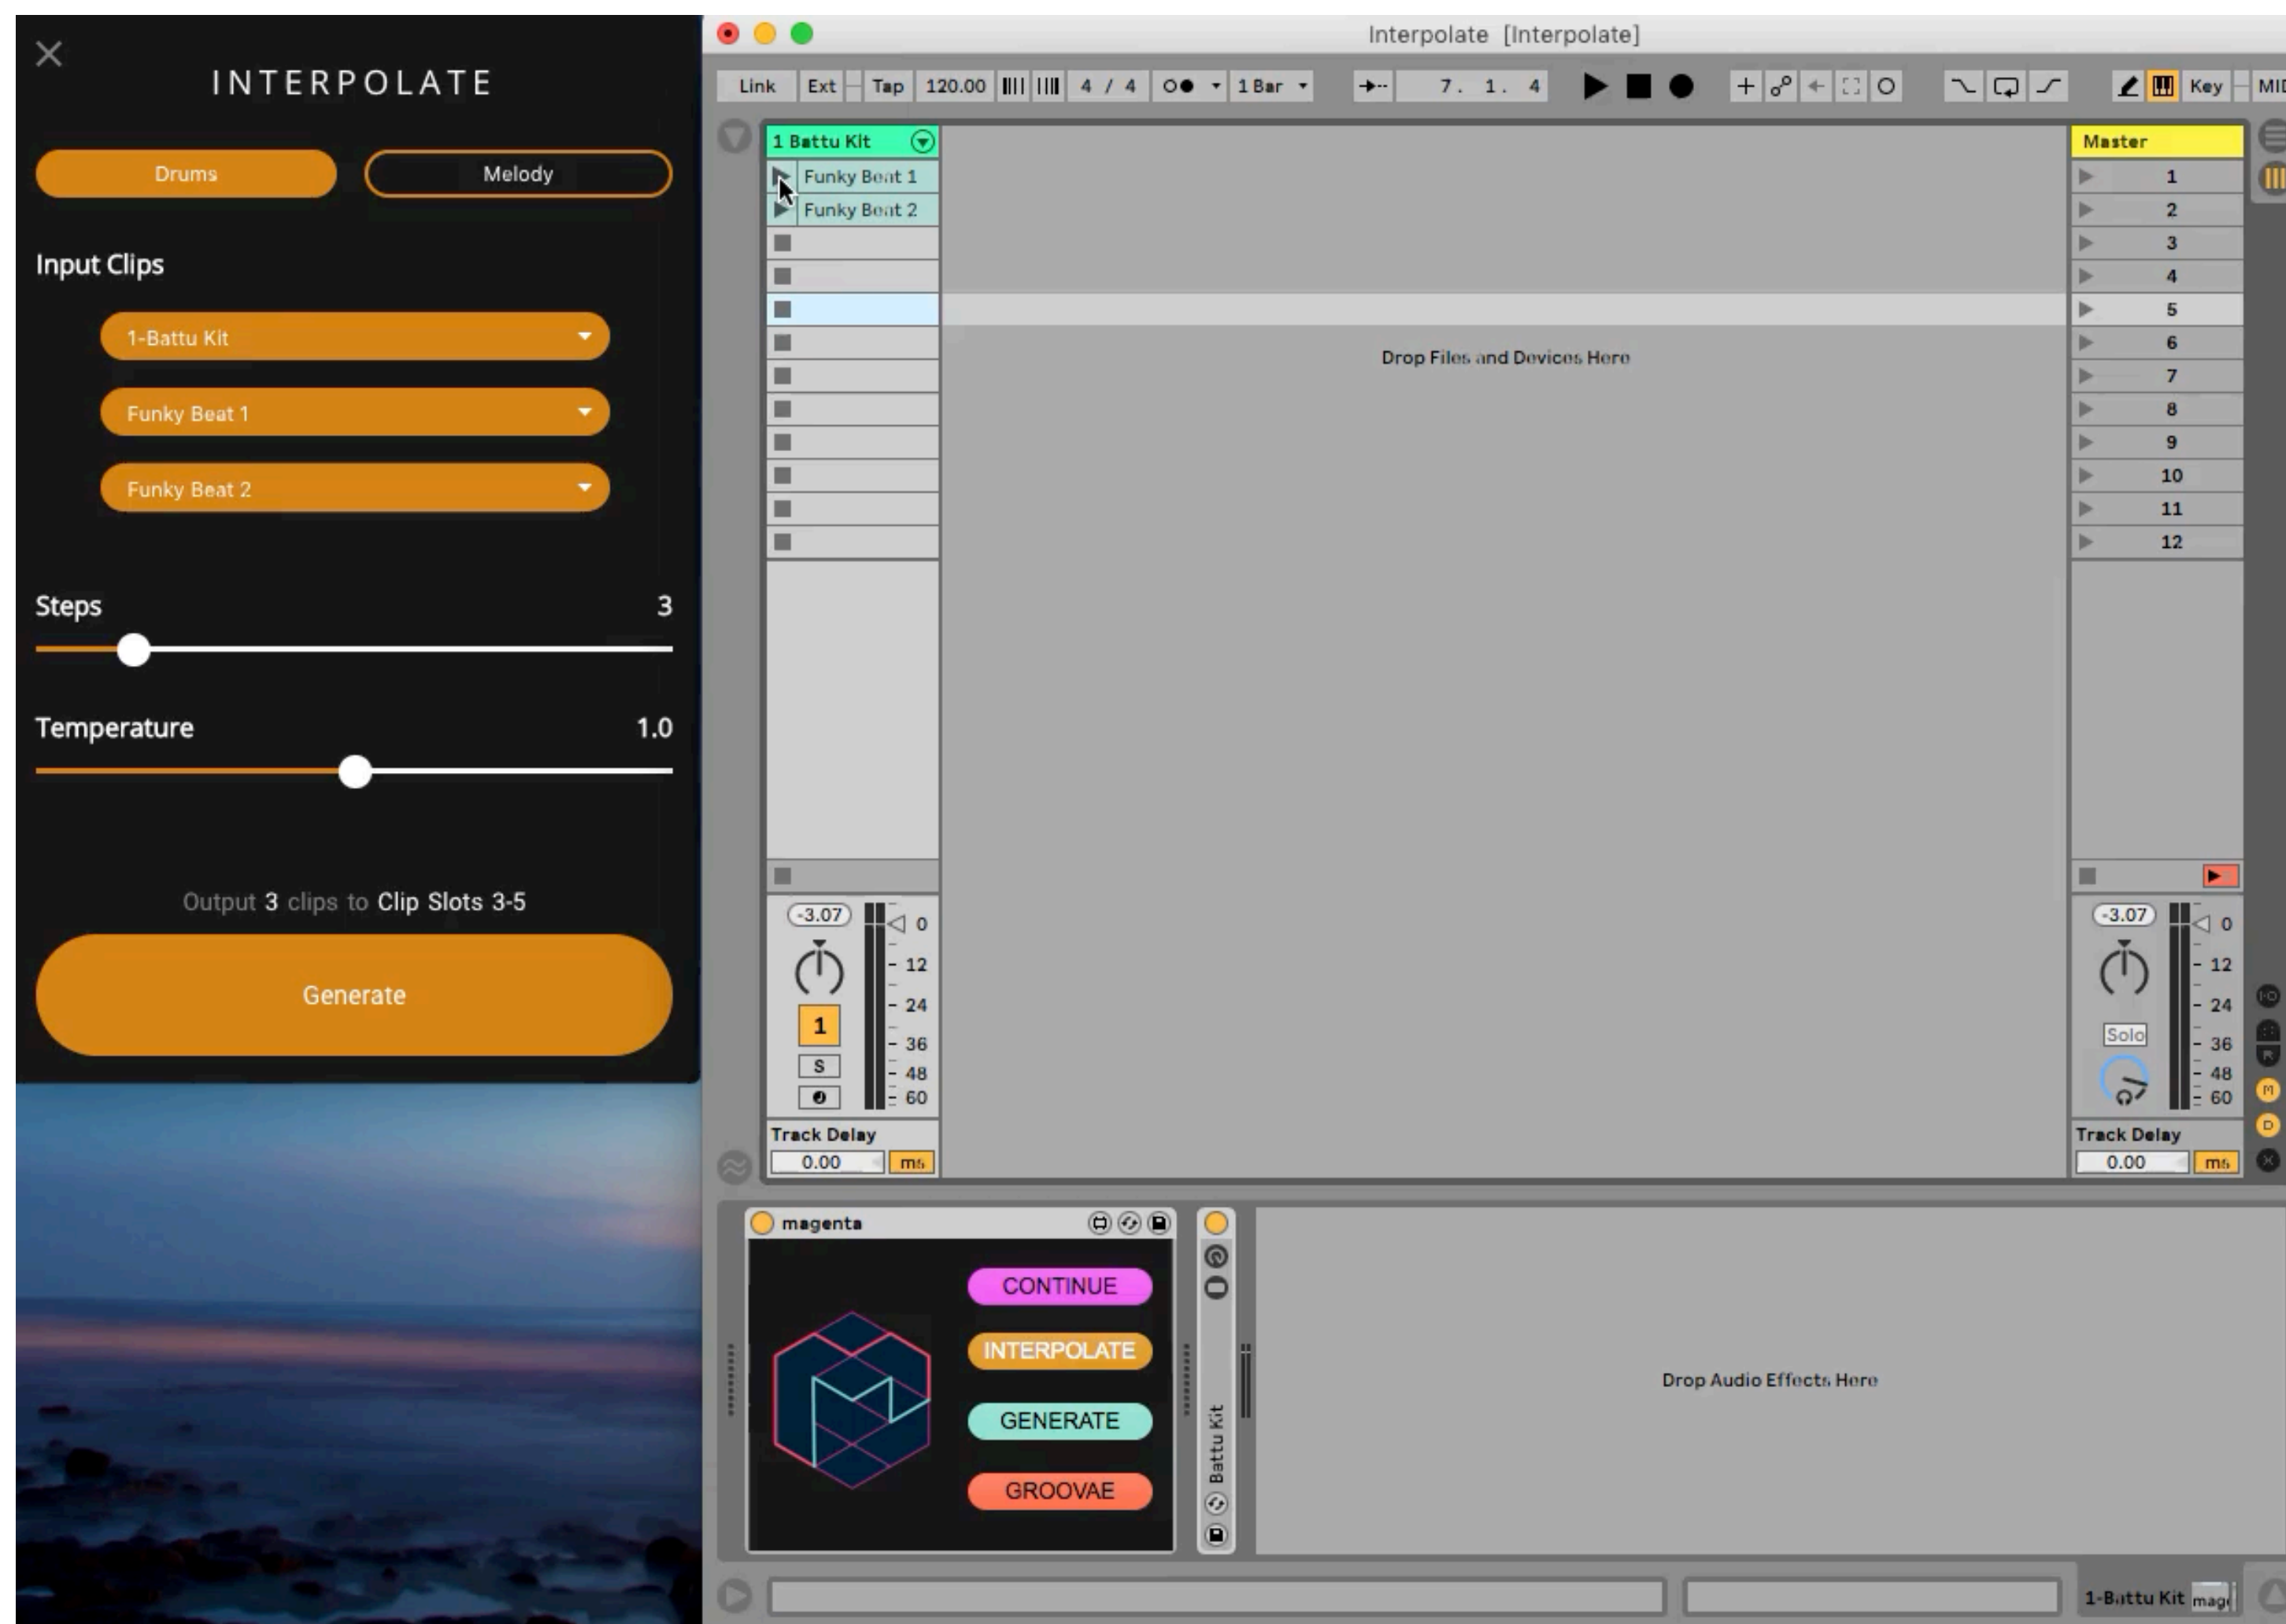 INTERPOLATE
Drums
Melody
Input Clips
1-Battu Kit
Funky Beat 1
Funky Beat 2
Steps
3
Temperature
1.0
Output 3 clips to Clip Slots 3-5
Generate
Interpolate [Interpolate]
Link
Ext
Tap
120.00
4 / 4
1 Bar
7. 1. 4
Key
1 Battu Kit
Funky Beat 1
Funky Beat 2
Drop Files and Devices Here
Master
1
2
3
4
5
6
7
8
9
10
11
12
-3.07
0
12
24
36
48
60
1
S
Track Delay
0.00
ms
-3.07
0
12
24
36
48
60
Solo
Track Delay
0.00
ms
I-O
R
M
D
X
magenta
CONTINUE
INTERPOLATE
GENERATE
GROOVAE
Battu Kit
Drop Audio Effects Here
1-Battu Kit